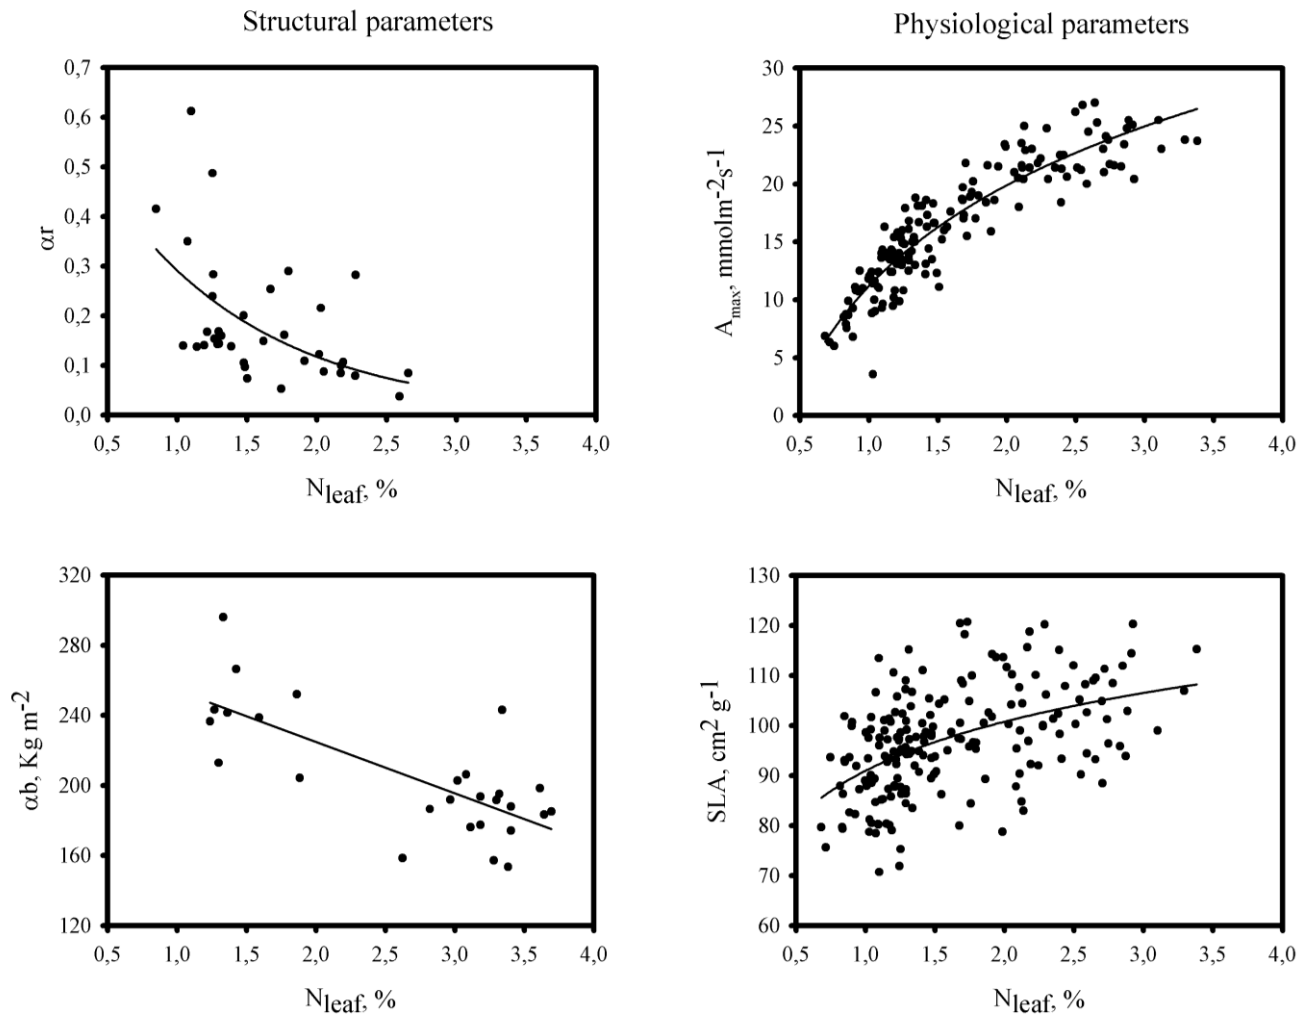 Structural parameters
Physiological parameters
0,7
0,6
0,5
0,4
0,3
0,2
0,1
0,0
αr
0,5 1,0 1,5 2,0 2,5 3,0 3,5 4,0
Nleaf, %
30
25
20
15
10
5
0
Amax, mmolm-2s-1
0,5 1,0 1,5 2,0 2,5 3,0 3,5 4,0
Nleaf, %
320
280
240
200
160
120
αb, Kg m-2
0,5 1,0 1,5 2,0 2,5 3,0 3,5 4,0
Nleaf, %
130
120
110
100
90
80
70
60
SLA, cm2 g-1
0,5 1,0 1,5 2,0 2,5 3,0 3,5 4,0
Nleaf, %